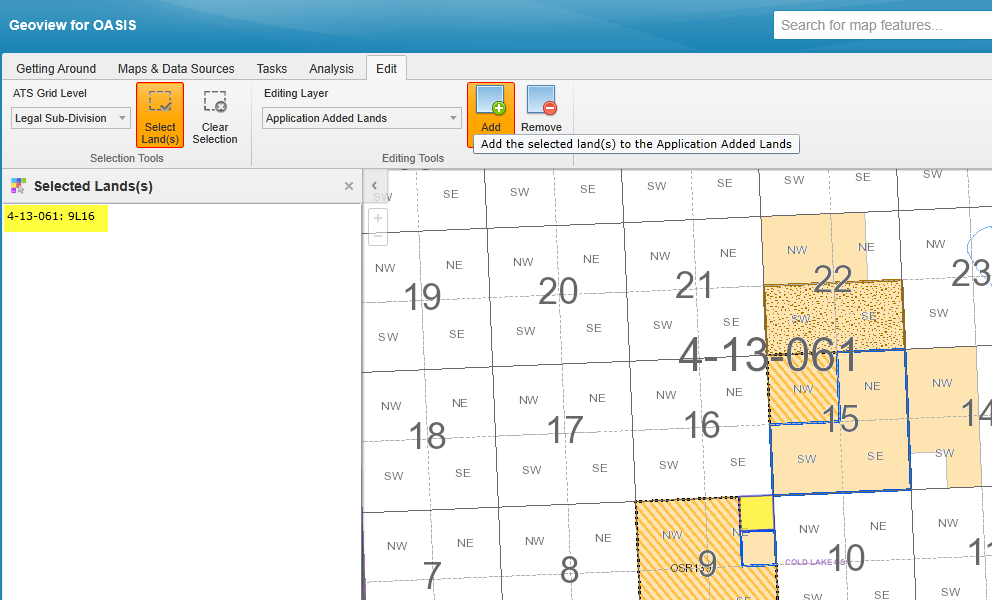 Geoview for OASIS
Search for map features...
Getting Around
Maps & Data Sources
Tasks
Analysis
Edit
ATS Grid Level
Legal Sub-Division
Select
Land(s)
Clear
Selection
Selection Tools
Editing Layer
Application Added Lands
Add
Remove
Editing Tools
Add the selected land(s) to the Application Added Lands
Selected Lands(s)
4-13-061: 9L16
SW SE SW SE SW SE SW SE SW
NW NE NW NE NW NE NW NE NW
19 20 21 22 23
SW SE SW SE SW SE SW SE SW
4-13-061
NW NE NW NE NW NE NW NE NW
18 17 16 15 14
SW SE SW SE SW SE SW SE SW
NW NE NW NE NW NE NW NE NW
7 8 9 10
COLD LAKE
SE SW SE SW